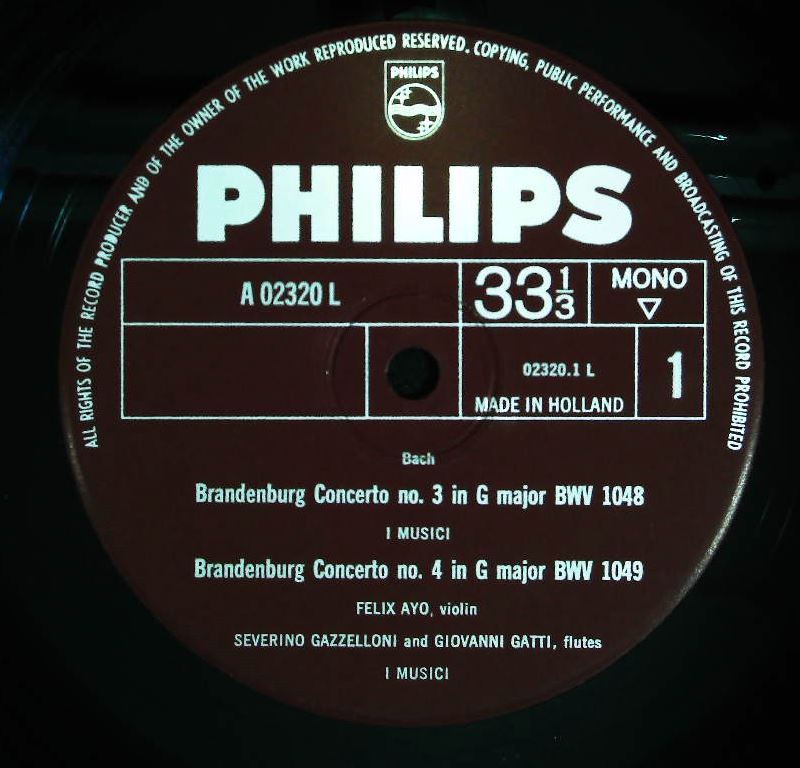 ALL RIGHTS OF THE RECORD PRODUCER AND OF THE OWNER OF THE WORK REPRODUCED RESERVED. COPYING, PUBLIC PERFORMANCE AND BROADCASTING OF THIS RECORD PROHIBITED
PHILIPS
PHILIPS
A 02320 L
33 1/3
MONO
02320.1 L
MADE IN HOLLAND
1
Bach
Brandenburg Concerto no. 3 in G major BWV 1048
I MUSICI
Brandenburg Concerto no. 4 in G major BWV 1049
FELIX AYO, violin
SEVERINO GAZZELLONI and GIOVANNI GATTI, flutes
I MUSICI